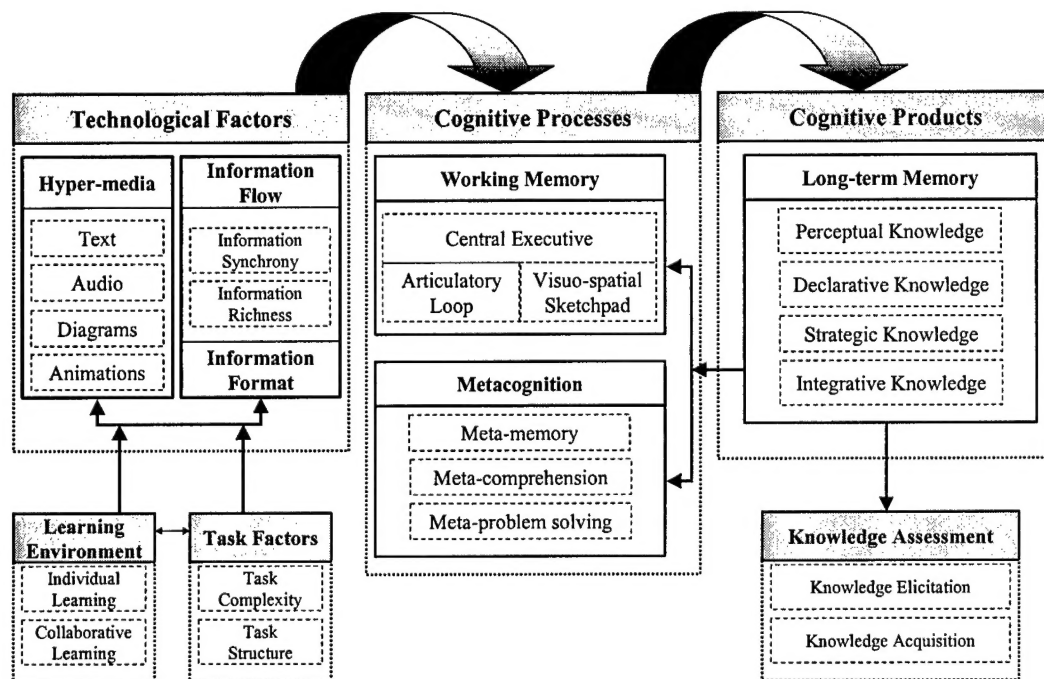 Technological Factors
Hyper-media
Text
Audio
Diagrams
Animations
Information
Flow
Information
Synchrony
Information
Richness
Information
Format
Learning
Environment
Individual
Learning
Collaborative
Learning
Task Factors
Task
Complexity
Task
Structure
Cognitive Processes
Working Memory
Central Executive
Articulatory
Loop
Visuo-spatial
Sketchpad
Metacognition
Meta-memory
Meta-comprehension
Meta-problem solving
Cognitive Products
Long-term Memory
Perceptual Knowledge
Declarative Knowledge
Strategic Knowledge
Integrative Knowledge
Knowledge Assessment
Knowledge Elicitation
Knowledge Acquisition